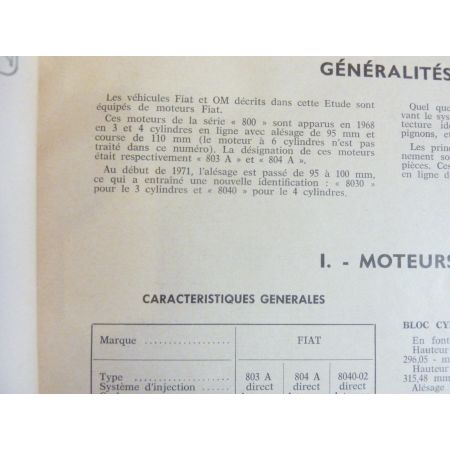 GÉNÉRALITÉS
Les véhicules Fiat et OM décrits dans cette Etude sont
équipés de moteurs Fiat.
Ces moteurs de la série « 800 » sont apparus en 1968
en 3 et 4 cylindres en ligne avec alésage de 95 mm et
course de 110 mm (le moteur à 6 cylindres n'est pas
traité dans ce numéro). La désignation de ces moteurs
était respectivement « 803 A » et « 804 A ».
Au début de 1971, l'alésage est passé de 95 à 100 mm,
ce qui a entraîné une nouvelle identification : « 8030 »
pour le 3 cylindres et « 8040 » pour le 4 cylindres.
Quel que
vant le sys
tecture ide
pignons, en
Les prin
nement so
pièces. Ces
en ligne d
I. - MOTEURS
CARACTERISTIQUES GENERALES
Marque .................. FIAT
Type .................... 803 A 804 A 8040-02
Système d'injection ..... direct direct direct
BLOC CY
En font
Hauteur
296,05 - m
Hauteur
315,48 mm
Alésage